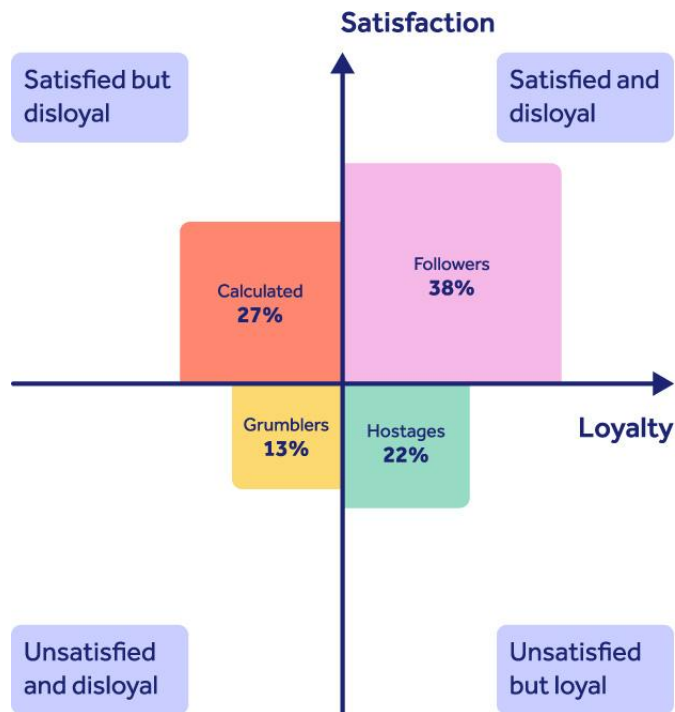 Satisfaction
Satisfied but
disloyal
Satisfied and
disloyal
Calculated
27%
Followers
38%
Grumblers
13%
Hostages
22%
Loyalty
Unsatisfied
and disloyal
Unsatisfied
but loyal